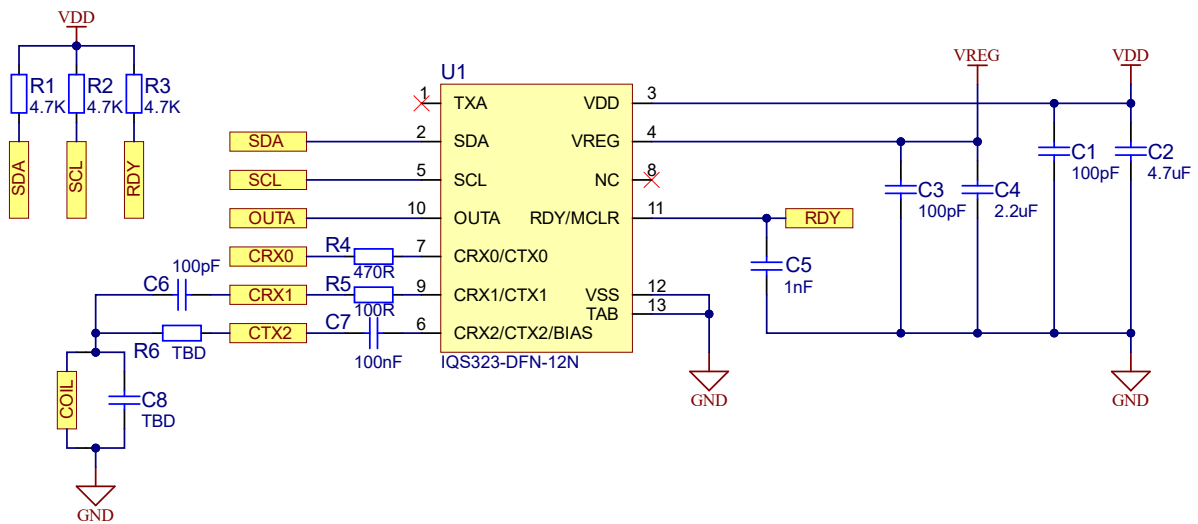 VDD
R1
4.7K
R2
4.7K
R3
4.7K
SDA
SCL
RDY
U1
1
TXA
2
SDA
SDA
5
SCL
SCL
10
OUTA
OUTA
7
CRX0/CTX0
CRX0
R4
470R
9
CRX1/CTX1
CRX1
R5
100R
6
CRX2/CTX2/BIAS
CTX2
C7
100nF
C6
100pF
R6
TBD
COIL
C8
TBD
GND
VDD
3
VREG
4
NC
8
RDY/MCLR
11
RDY
VSS
12
TAB
13
IQS323-DFN-12N
GND
C5
1nF
VREG
C3
100pF
C4
2.2uF
VDD
C1
100pF
C2
4.7uF
GND